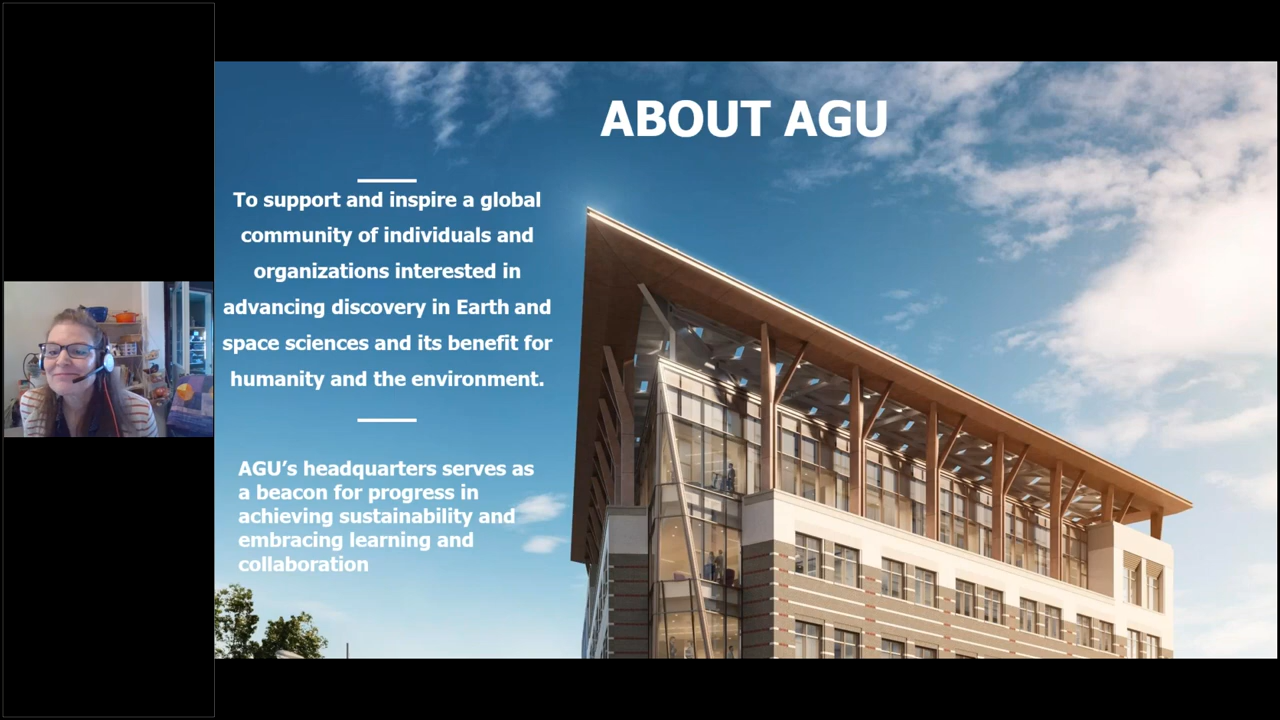 ABOUT AGU
To support and inspire a global
community of individuals and
organizations interested in
advancing discovery in Earth and
space sciences and its benefit for
humanity and the environment.
AGU’s headquarters serves as
a beacon for progress in
achieving sustainability and
embracing learning and
collaboration